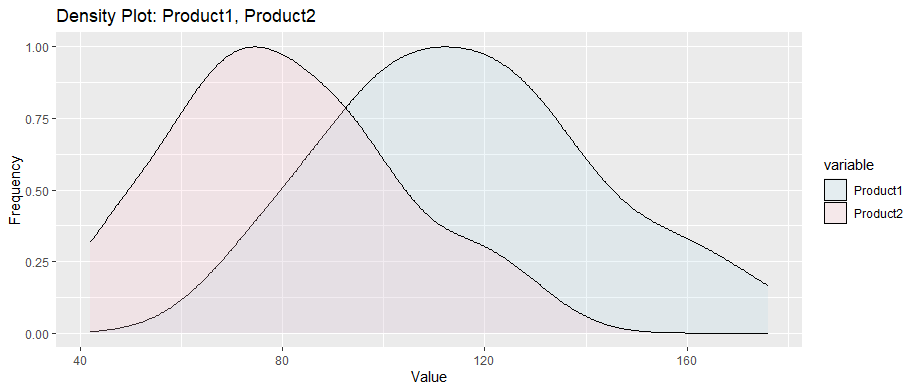 Density Plot: Product1, Product2
1.00
0.75
0.50
0.25
0.00
Frequency
40
80
120
160
Value
variable
Product1
Product2